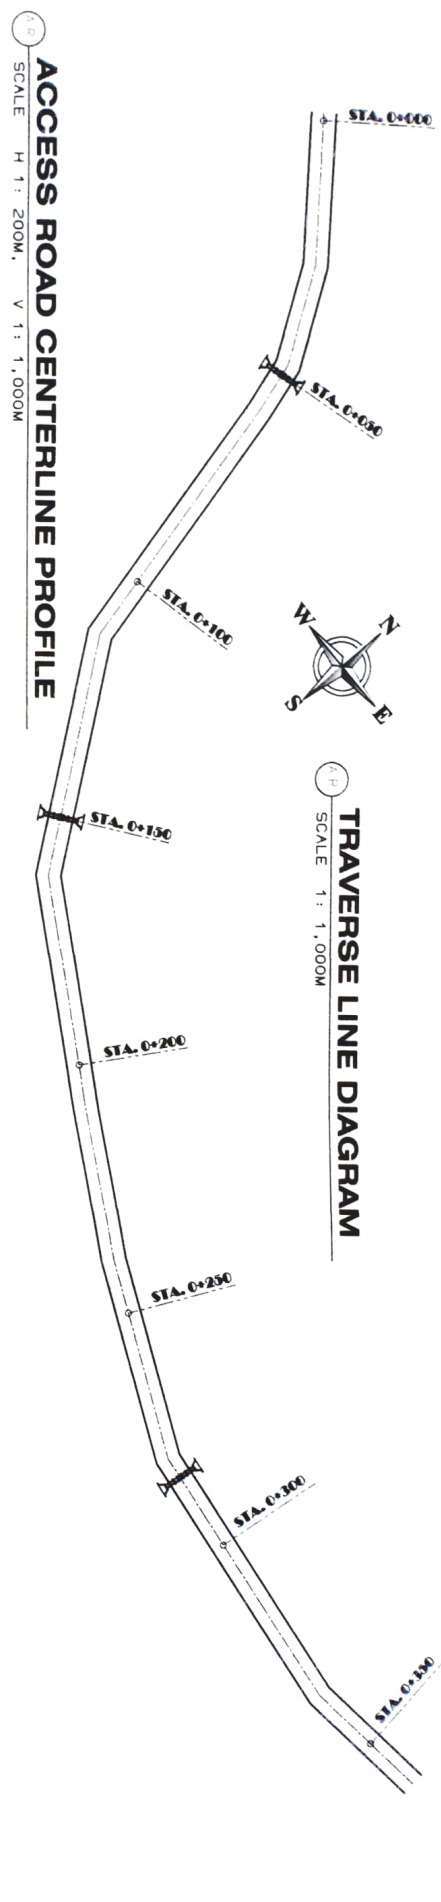 STA. 0+000
STA. 0+050
STA. 0+100
STA. 0+150
STA. 0+200
STA. 0+250
STA. 0+300
STA. 0+350
N
E
S
W
TRAVERSE LINE DIAGRAM
SCALE 1: 1,000M
ACCESS ROAD CENTERLINE PROFILE
SCALE H 1: 200M, V 1: 1,000M